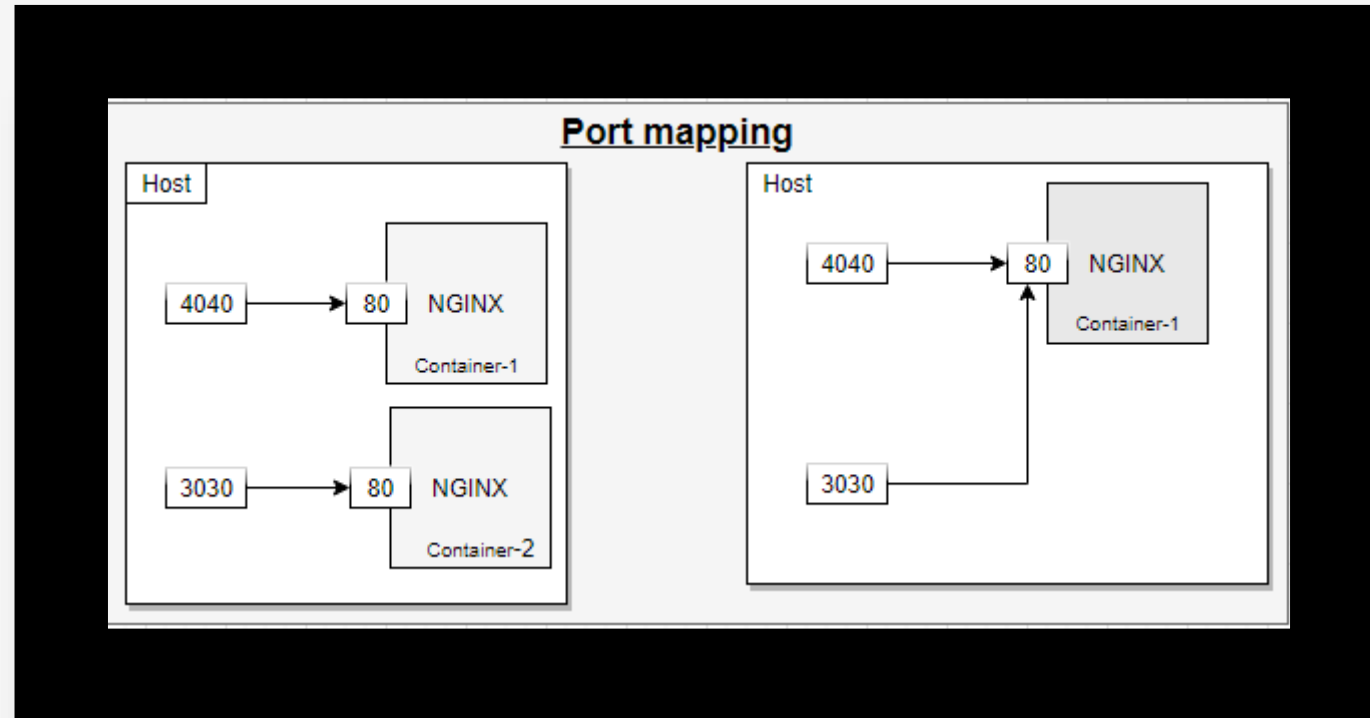 Port mapping
Host
4040
80
NGINX
Container-1
3030
80
NGINX
Container-2
Host
4040
80
NGINX
Container-1
3030